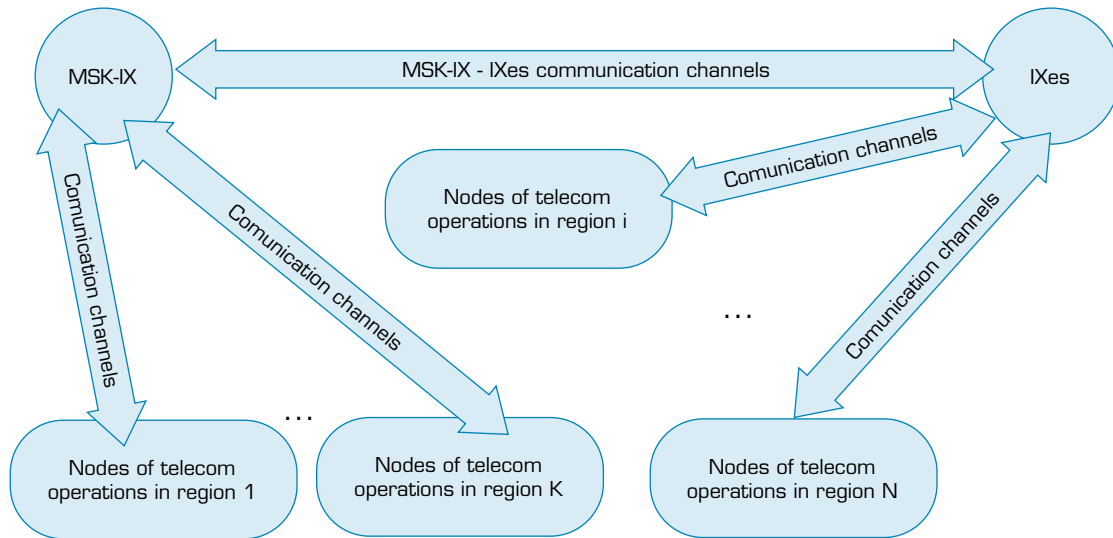 MSK-IX
MSK-IX - IXes communication channels
IXes
Comunication channels
Nodes of telecom
operations in region i
Comunication channels
Comunication channels
Comunication channels
...
...
Nodes of telecom
operations in region 1
Nodes of telecom
operations in region K
Nodes of telecom
operations in region N